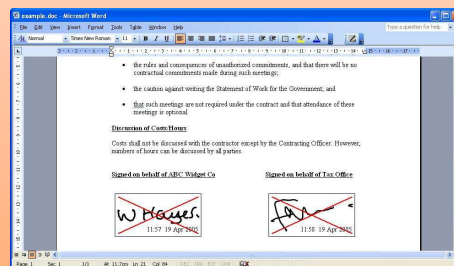 example.doc - Microsoft Word
File Edit View Insert Format Tools Table Window Help
Type a question for help
Normal Times New Roman 11 B I U
• the rules and consequences of unauthorized commitments, and that there will be no
contractual commitments made during such meetings;
• the caution against writing the Statement of Work for the Government, and
• that such meetings are not required under the contract and that attendance of these
meetings is optional
Discussion of Costs/Hours
Costs shall not be discussed with the contractor except by the Contracting Officer. However,
numbers of hours can be discussed by all parties.
Signed on behalf of ABC Widget Co Signed on behalf of Tax Office
W Hayes.
11:57 19 Apr 2005 11:58 19 Apr 2005
Page 1 Sec 1 1/1 At 11.7cm Ln 21 Col 84 REC TRK EXT OVR